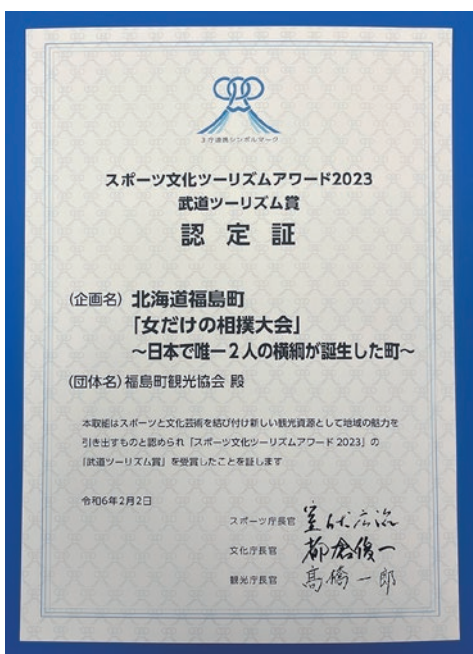 3庁連携シンボルマーク
スポーツ文化ツーリズムアワード2023
武道ツーリズム賞
認定証
(企画名) 北海道福島町
「女だけの相撲大会」
~日本で唯一2人の横綱が誕生した町~
(団体名) 福島町観光協会 殿
本取組はスポーツと文化芸術を結び付け新しい観光資源として地域の魅力を
引き出すものと認められ「スポーツ文化ツーリズムアワード 2023」の
「武道ツーリズム賞」を受賞したことを証します
令和6年2月2日
スポーツ庁長官 室伏広治
文化庁長官 都倉俊一
観光庁長官 髙橋一郎